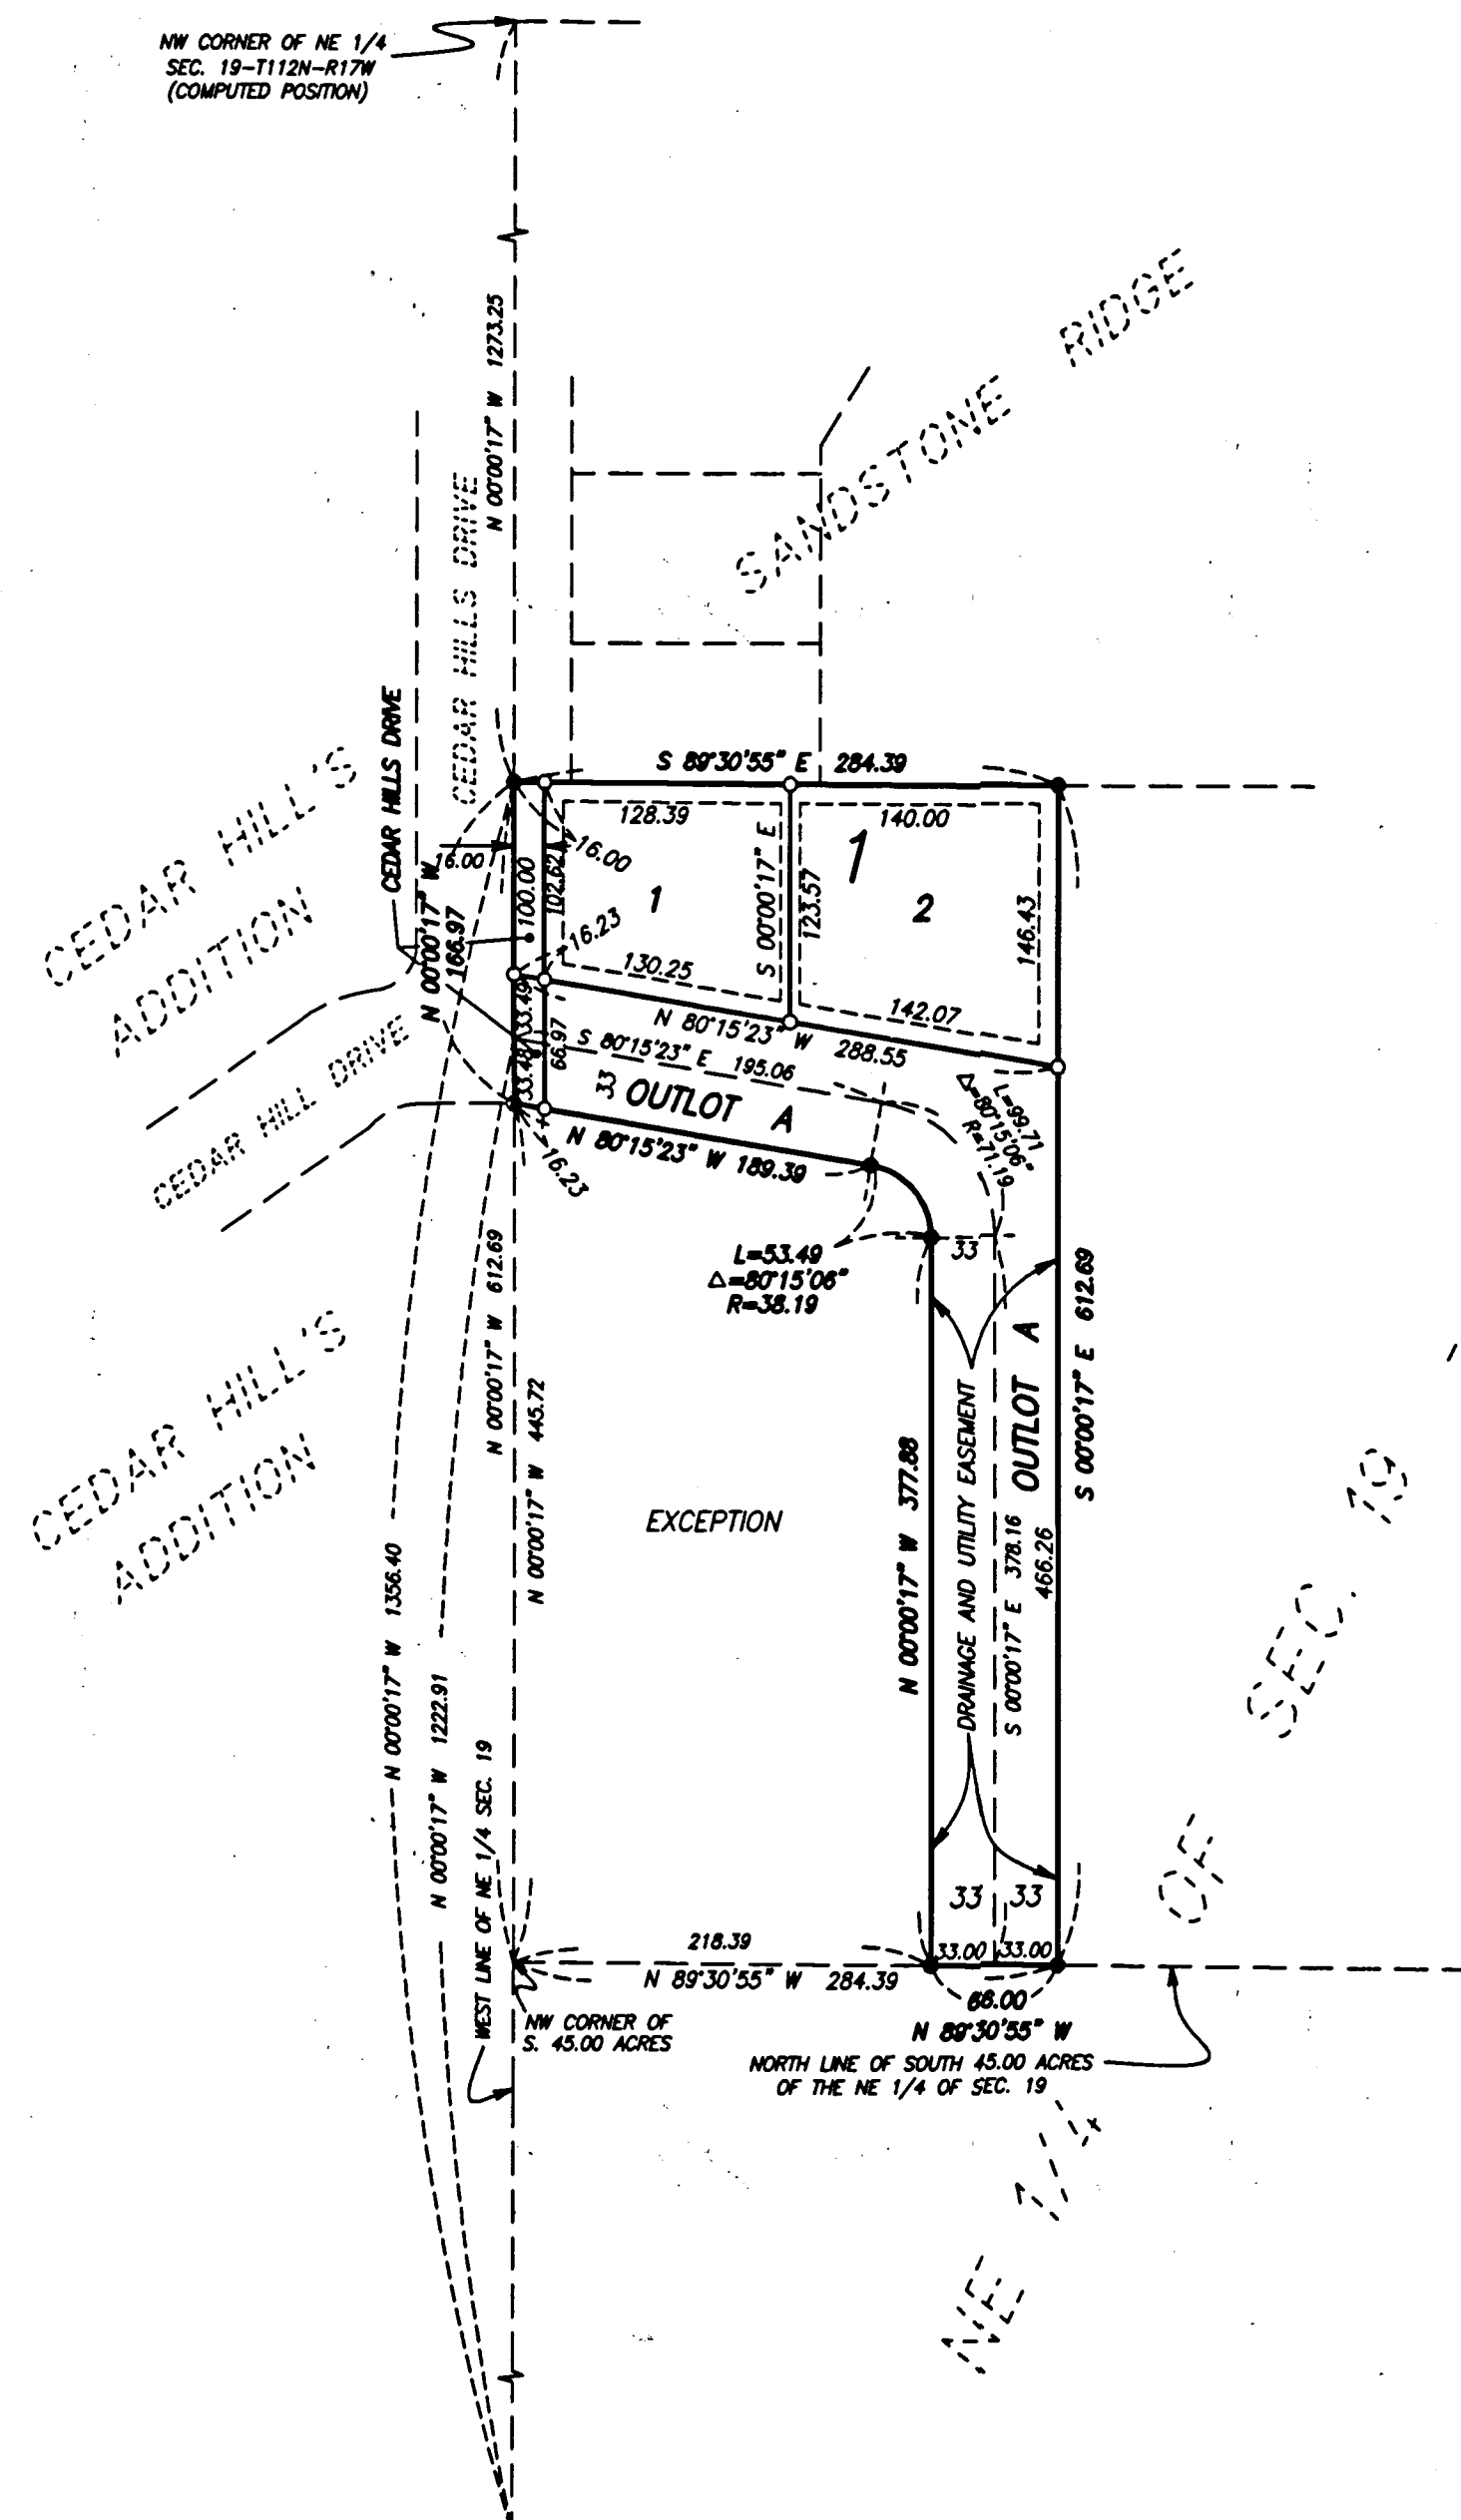 NW CORNER OF NE 1/4
SEC. 19-T112N-R17W
(COMPUTED POSITION)
N 00°00'17" W 1273.25
CEDAR HILLS DRIVE
SANDSTONE RIDGE
CEDAR HILLS DRIVE
CEDAR HILL'S
ADDITION
S 89°30'55" E 284.39
128.39
140.00
16.00
16.00
N 00°00'17" W
166.97
100.00
102.62
1
S 00°00'17" E
123.57
1
2
146.43
16.23
130.25
142.07
N 80°15'23" W 288.55
33.49
33.48
66.97
S 80°15'23" E 195.06
33
OUTLOT A
N 80°15'23" W 189.39
16.23
L=99.71
Δ=80°15'06"
R=71.19
CEDAR HILL DRIVE
L=53.49
Δ=80°15'06"
R=38.19
33
N 00°00'17" W 612.69
N 00°00'17" W 445.72
CEDAR HILL'S
ADDITION
EXCEPTION
N 00°00'17" W 377.88
DRAINAGE AND UTILITY EASEMENT
S 00°00'17" E 378.16
OUTLOT A
466.26
S 00°00'17" E 612.69
N 00°00'17" W 1356.40
N 00°00'17" W 1222.91
WEST LINE OF NE 1/4 SEC. 19
33 33
33.00 33.00
218.39
N 89°30'55" W 284.39
66.00
N 89°30'55" W
NW CORNER OF
S. 45.00 ACRES
NORTH LINE OF SOUTH 45.00 ACRES
OF THE NE 1/4 OF SEC. 19
NE 1/4 OF SEC. 19